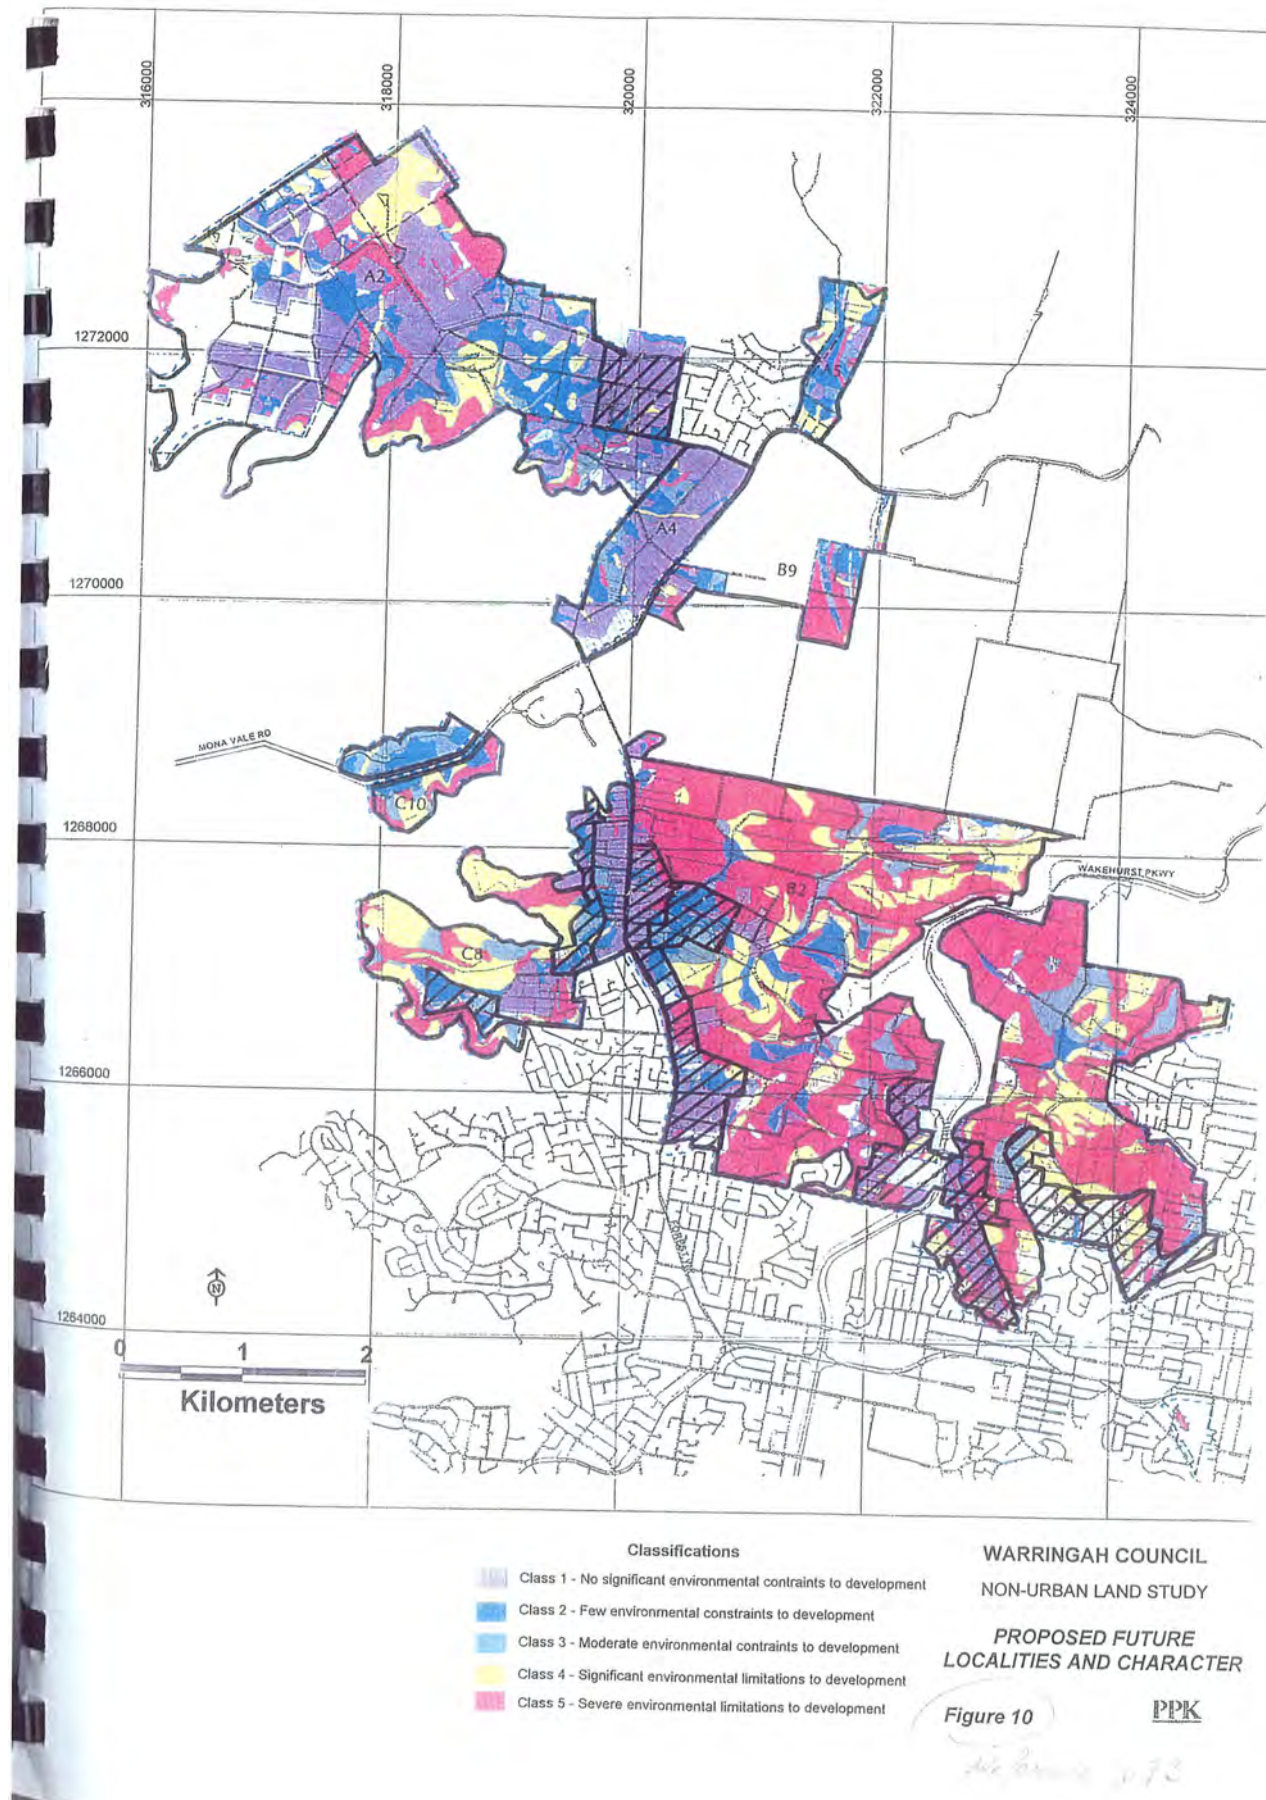 316000
318000
320000
322000
324000
A2
1272000
A5
A4
B9
1270000
MONA VALE RD
C10
1268000
WAKEHURST PKWY
B2
C8
1266000
N
1264000
0 1 2
Kilometers
Classifications
Class 1 - No significant environmental contraints to development
Class 2 - Few environmental constraints to development
Class 3 - Moderate environmental contraints to development
Class 4 - Significant environmental limitations to development
Class 5 - Severe environmental limitations to development
WARRINGAH COUNCIL
NON-URBAN LAND STUDY
PROPOSED FUTURE
LOCALITIES AND CHARACTER
Figure 10
PPK